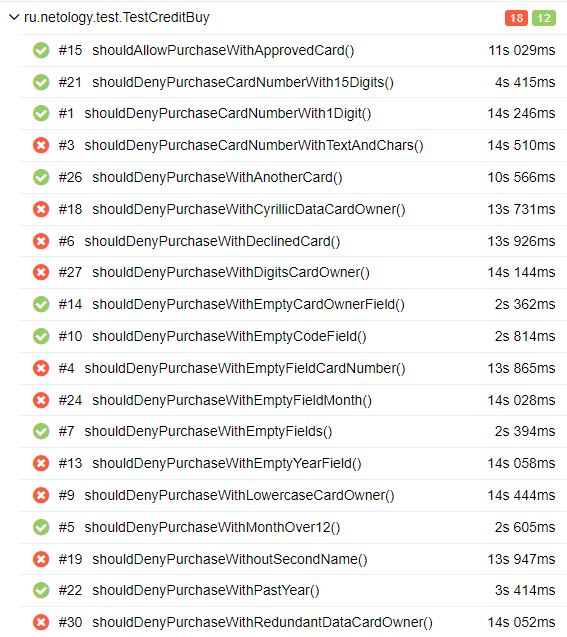 ru.netology.test.TestCreditBuy 18 12
#15 shouldAllowPurchaseWithApprovedCard() 11s 029ms
#21 shouldDenyPurchaseCardNumberWith15Digits() 4s 415ms
#1 shouldDenyPurchaseCardNumberWith1Digit() 14s 246ms
#3 shouldDenyPurchaseCardNumberWithTextAndChars() 14s 510ms
#26 shouldDenyPurchaseWithAnotherCard() 10s 566ms
#18 shouldDenyPurchaseWithCyrillicDataCardOwner() 13s 731ms
#6 shouldDenyPurchaseWithDeclinedCard() 13s 926ms
#27 shouldDenyPurchaseWithDigitsCardOwner() 14s 144ms
#14 shouldDenyPurchaseWithEmptyCardOwnerField() 2s 362ms
#10 shouldDenyPurchaseWithEmptyCodeField() 2s 814ms
#4 shouldDenyPurchaseWithEmptyFieldCardNumber() 13s 865ms
#24 shouldDenyPurchaseWithEmptyFieldMonth() 14s 028ms
#7 shouldDenyPurchaseWithEmptyFields() 2s 394ms
#13 shouldDenyPurchaseWithEmptyYearField() 14s 058ms
#9 shouldDenyPurchaseWithLowercaseCardOwner() 14s 444ms
#5 shouldDenyPurchaseWithMonthOver12() 2s 605ms
#19 shouldDenyPurchaseWithoutSecondName() 13s 947ms
#22 shouldDenyPurchaseWithPastYear() 3s 414ms
#30 shouldDenyPurchaseWithRedundantDataCardOwner() 14s 052ms